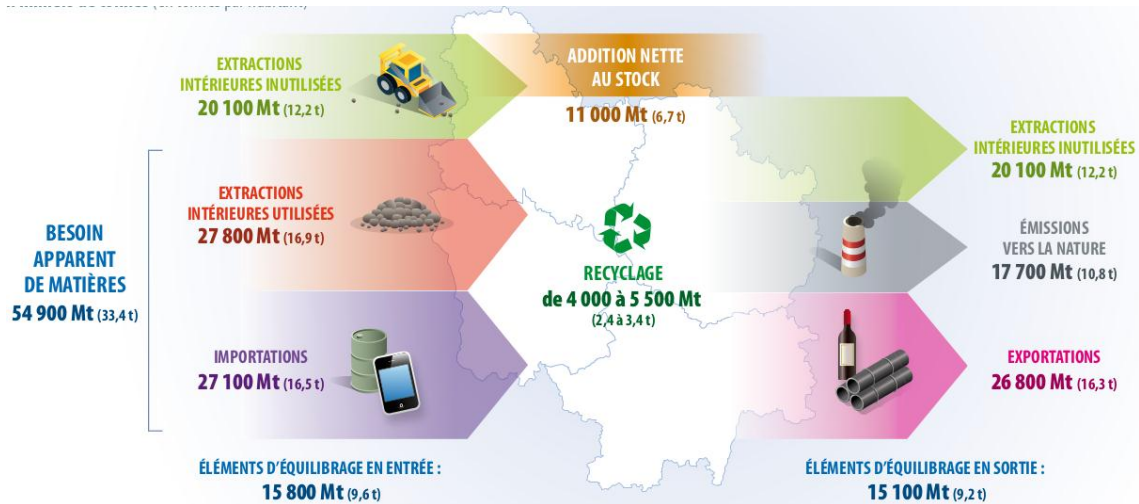 (en tonnes par habitant)
EXTRACTIONS
INTÉRIEURES INUTILISÉES
20 100 Mt (12,2 t)
ADDITION NETTE
AU STOCK
11 000 Mt (6,7 t)
EXTRACTIONS
INTÉRIEURES INUTILISÉES
20 100 Mt (12,2 t)
EXTRACTIONS
INTÉRIEURES UTILISÉES
27 800 Mt (16,9 t)
BESOIN
APPARENT
DE MATIÈRES
54 900 Mt (33,4 t)
RECYCLAGE
de 4 000 à 5 500 Mt
(2,4 à 3,4 t)
ÉMISSIONS
VERS LA NATURE
17 700 Mt (10,8 t)
IMPORTATIONS
27 100 Mt (16,5 t)
EXPORTATIONS
26 800 Mt (16,3 t)
ÉLÉMENTS D'ÉQUILIBRAGE EN ENTRÉE :
15 800 Mt (9,6 t)
ÉLÉMENTS D'ÉQUILIBRAGE EN SORTIE :
15 100 Mt (9,2 t)